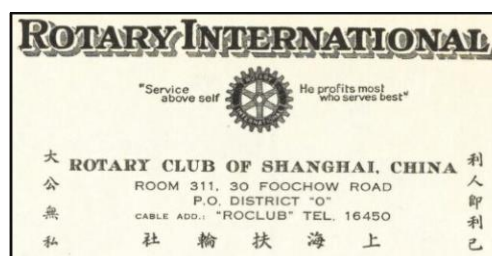 ROTARY INTERNATIONAL
"Service above self
He profits most who serves best"
大公無私
利人即利己
ROTARY CLUB OF SHANGHAI, CHINA
ROOM 311, 30 FOOCHOW ROAD
P.O. DISTRICT "O"
CABLE ADD.: "ROCLUB" TEL. 16450
社輪扶海上